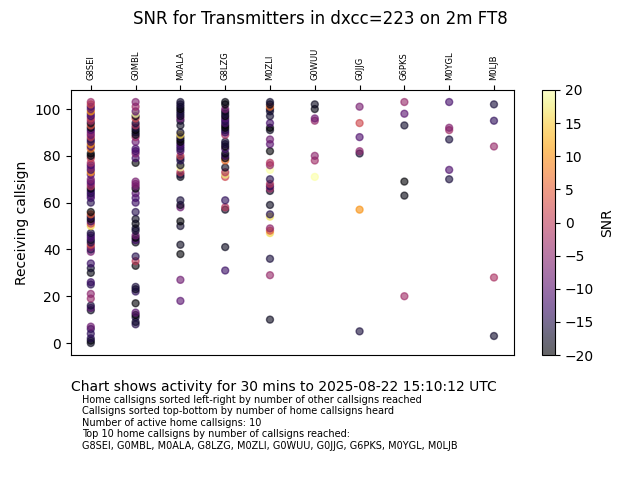 SNR for Transmitters in dxcc=223 on 2m FT8
G8SEI G0MBL M0ALA G8LZG M0ZLI G0WUU G0JJG G6PKS M0YGL M0LJB
Receiving callsign
100
80
60
40
20
0
20
15
10
5
0
−5
−10
−15
−20
SNR
Chart shows activity for 30 mins to 2025-08-22 15:10:12 UTC
Home callsigns sorted left-right by number of other callsigns reached
Callsigns sorted top-bottom by number of home callsigns heard
Number of active home callsigns: 10
Top 10 home callsigns by number of callsigns reached:
G8SEI, G0MBL, M0ALA, G8LZG, M0ZLI, G0WUU, G0JJG, G6PKS, M0YGL, M0LJB